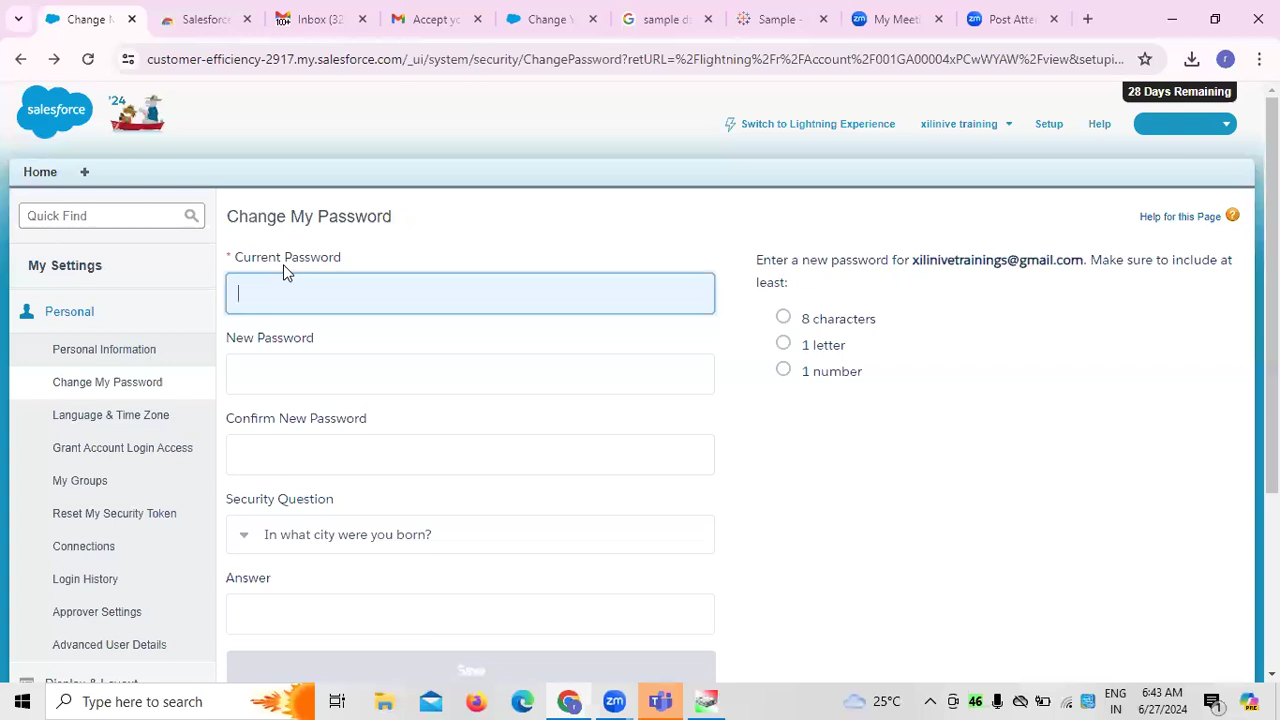 Change M
Salesforce
Inbox (32
Accept yo
Change Y
sample d
Sample -
My Meeti
Post Atte
customer-efficiency-2917.my.salesforce.com/_ui/system/security/ChangePassword?retURL=%2Flightning%2Fr%2FAccount%2F001GA00004xPCwWYAW%2Fview&setupi...
r
salesforce
'24
28 Days Remaining
Switch to Lightning Experience
xilinive training
Setup
Help
Home
Quick Find
My Settings
Personal
Personal Information
Change My Password
Language & Time Zone
Grant Account Login Access
My Groups
Reset My Security Token
Connections
Login History
Approver Settings
Advanced User Details
Change My Password
Help for this Page
* Current Password
New Password
Confirm New Password
Security Question
In what city were you born?
Answer
Save
Enter a new password for xilinivetrainings@gmail.com. Make sure to include at
least:
8 characters
1 letter
1 number
Type here to search
25°C
46
ENG
IN
6:43 AM
6/27/2024